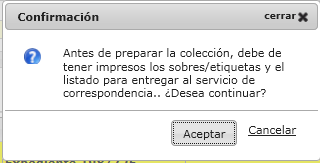 Confirmación
cerrar
Antes de preparar la colección, debe de
tener impresos los sobres/etiquetas y el
listado para entregar al servicio de
correspondencia.. ¿Desea continuar?
Aceptar
Cancelar